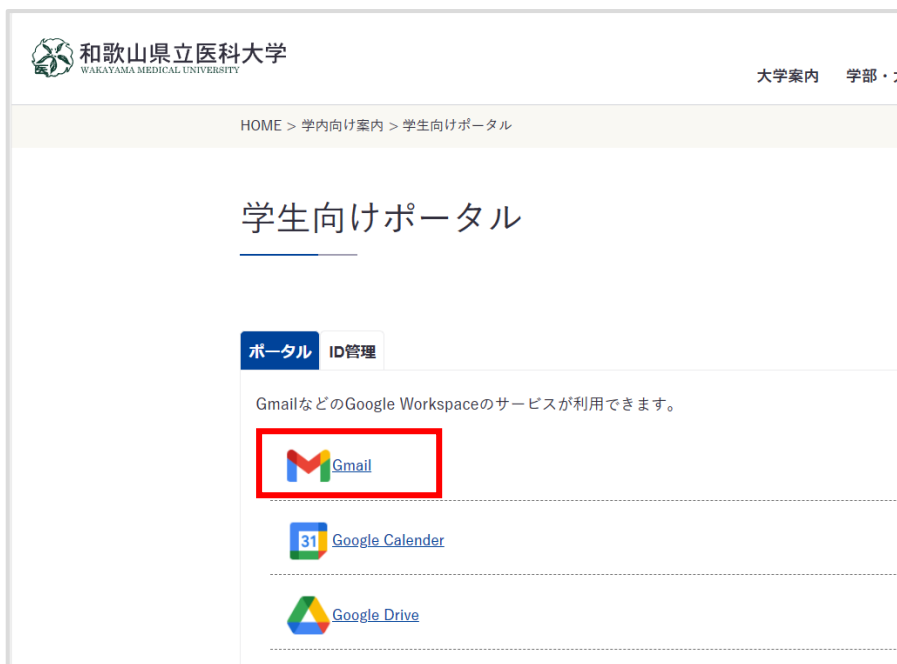 和歌山県立医科大学
WAKAYAMA MEDICAL UNIVERSITY
医
大学案内 学部・
HOME > 学内向け案内 > 学生向けポータル
学生向けポータル
ポータル ID管理
GmailなどのGoogle Workspaceのサービスが利用できます。
Gmail
31 Google Calender
Google Drive